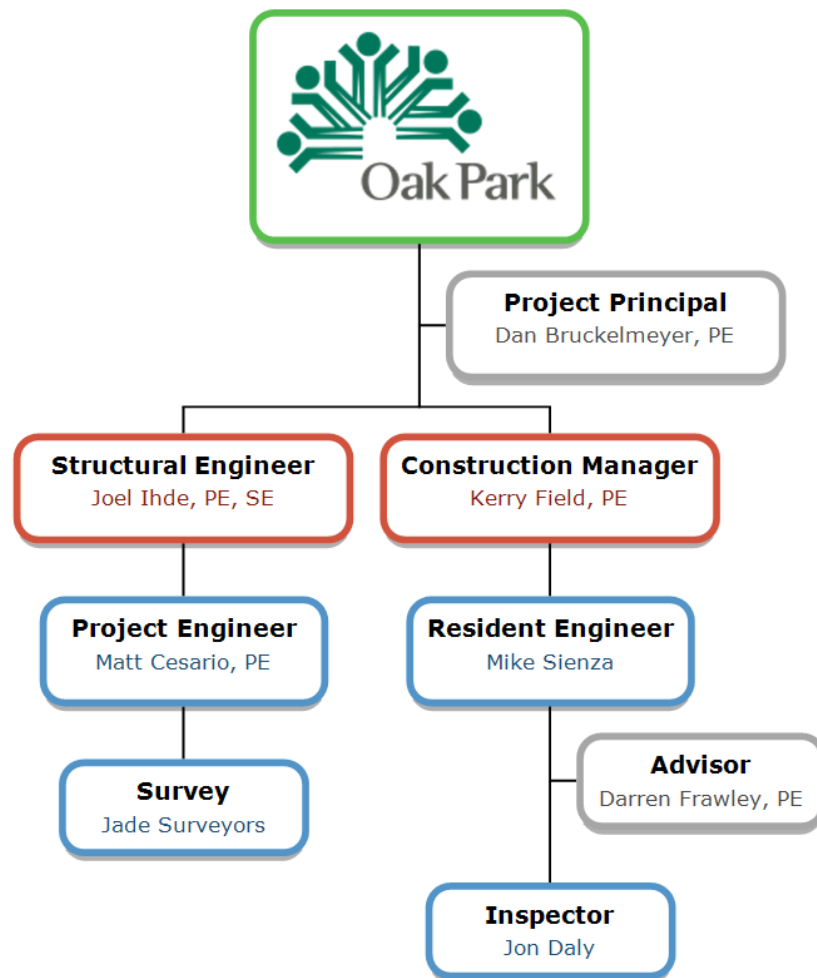 Oak Park
Project Principal
Dan Bruckelmeyer, PE
Structural Engineer
Joel Ihde, PE, SE
Construction Manager
Kerry Field, PE
Project Engineer
Matt Cesario, PE
Resident Engineer
Mike Sienza
Survey
Jade Surveyors
Advisor
Darren Frawley, PE
Inspector
Jon Daly